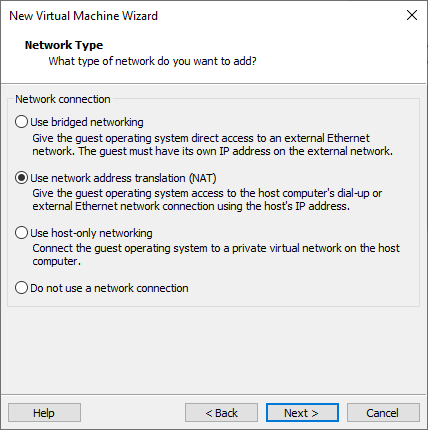 New Virtual Machine Wizard
Network Type
What type of network do you want to add?
Network connection
Use bridged networking
Give the guest operating system direct access to an external Ethernet
network. The guest must have its own IP address on the external network.
Use network address translation (NAT)
Give the guest operating system access to the host computer's dial-up or
external Ethernet network connection using the host's IP address.
Use host-only networking
Connect the guest operating system to a private virtual network on the host
computer.
Do not use a network connection
Help
< Back
Next >
Cancel